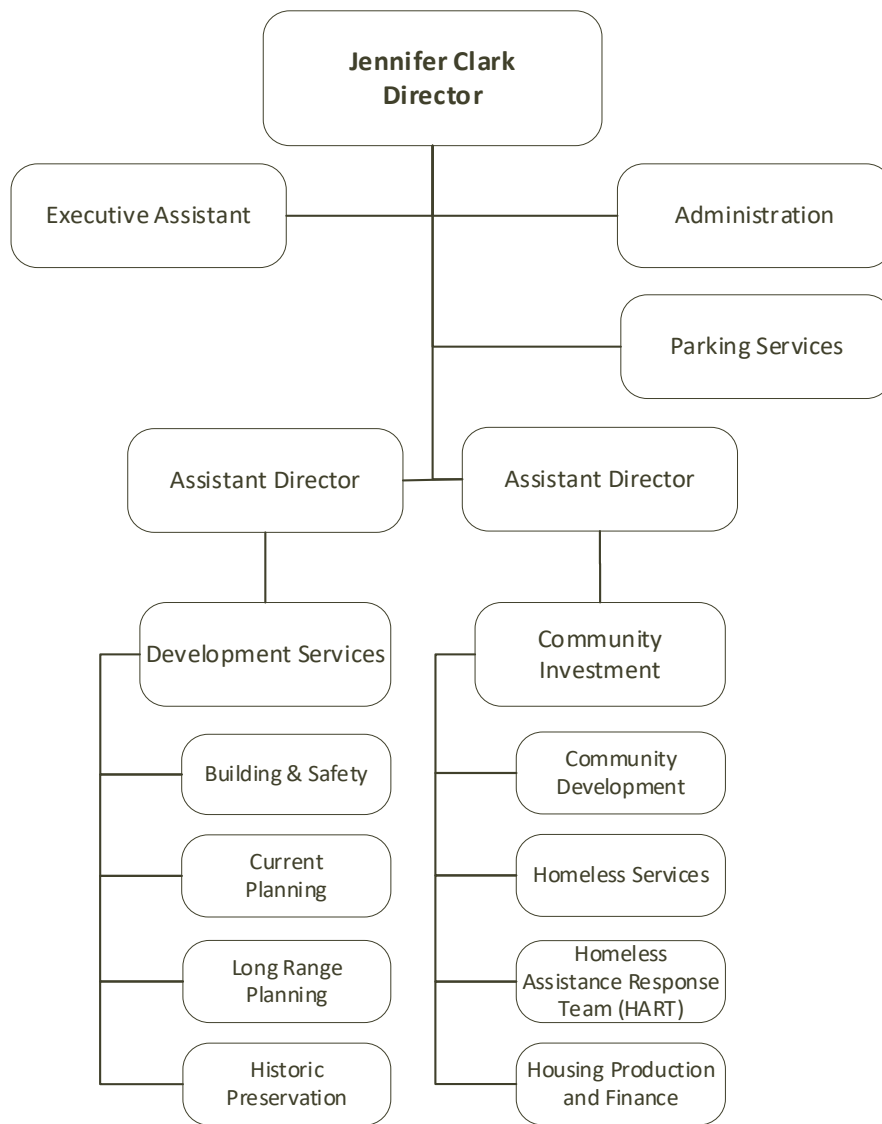 Jennifer Clark
Director
Executive Assistant
Administration
Parking Services
Assistant Director
Assistant Director
Development Services
Community
Investment
Building & Safety
Community
Development
Current
Planning
Homeless Services
Long Range
Planning
Homeless
Assistance Response
Team (HART)
Historic
Preservation
Housing Production
and Finance